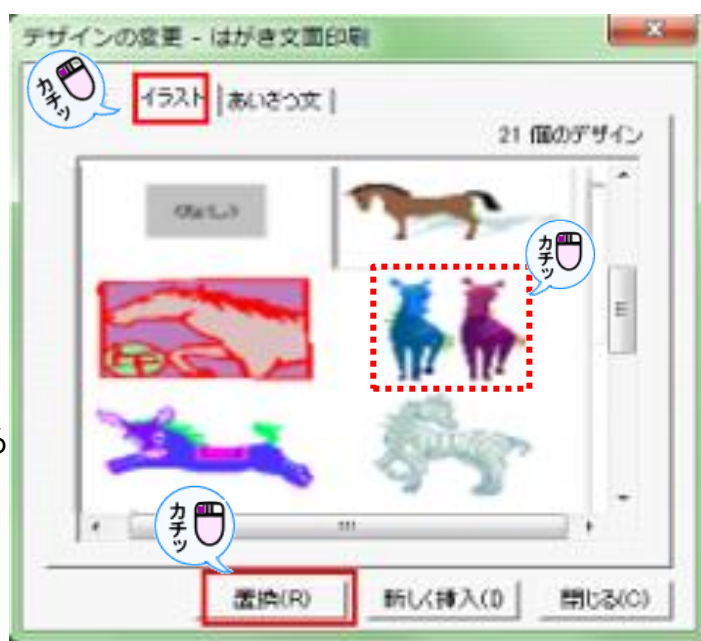 デザインの変更 - はがき文面印刷
カチッ
イラスト
あいさつ文
21 個のデザイン
カチッ
る
カチッ
置換(R)
新しく挿入(I)
閉じる(C)